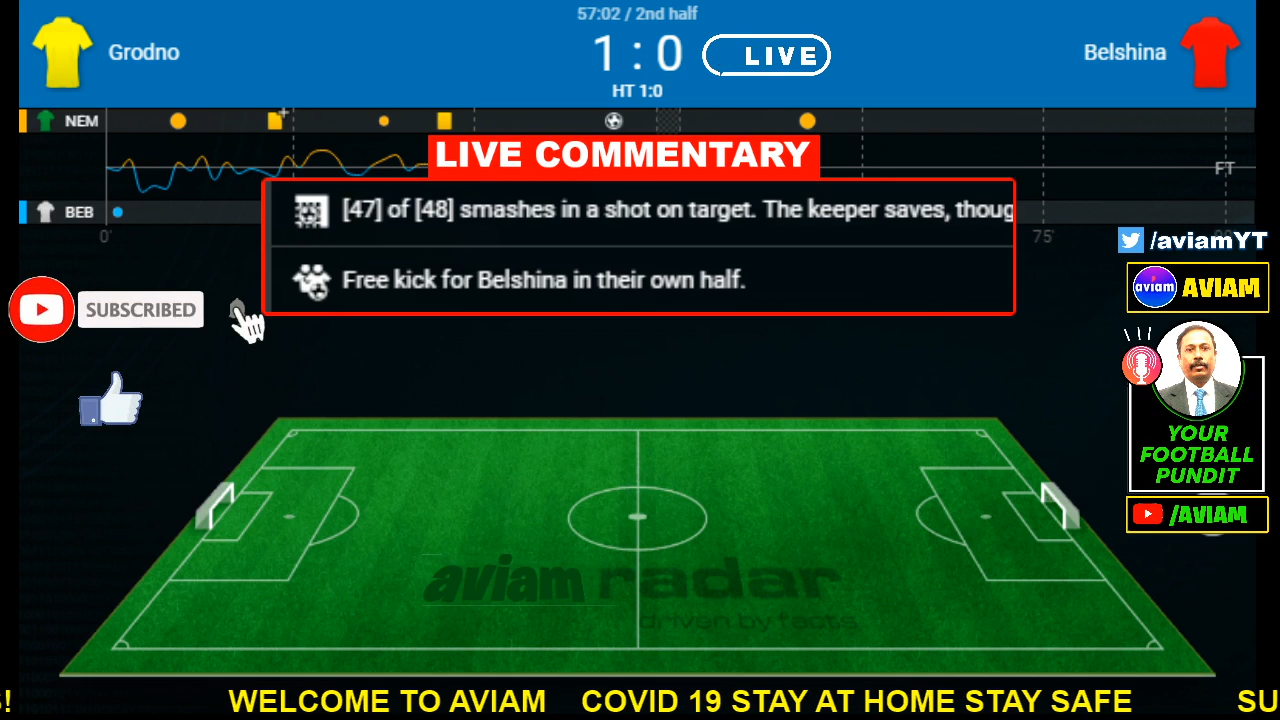 57:02 / 2nd half
Grodno
1 : 0
LIVE
Belshina
HT 1:0
NEM
LIVE COMMENTARY
FT
[47] of [48] smashes in a shot on target. The keeper saves, thoug
BEB
0'
75'
90'
/aviamYT
Free kick for Belshina in their own half.
aviam AVIAM
SUBSCRIBED
YOUR
FOOTBALL
PUNDIT
/AVIAM
aviam radar
driven by facts
S! WELCOME TO AVIAM COVID 19 STAY AT HOME STAY SAFE SU